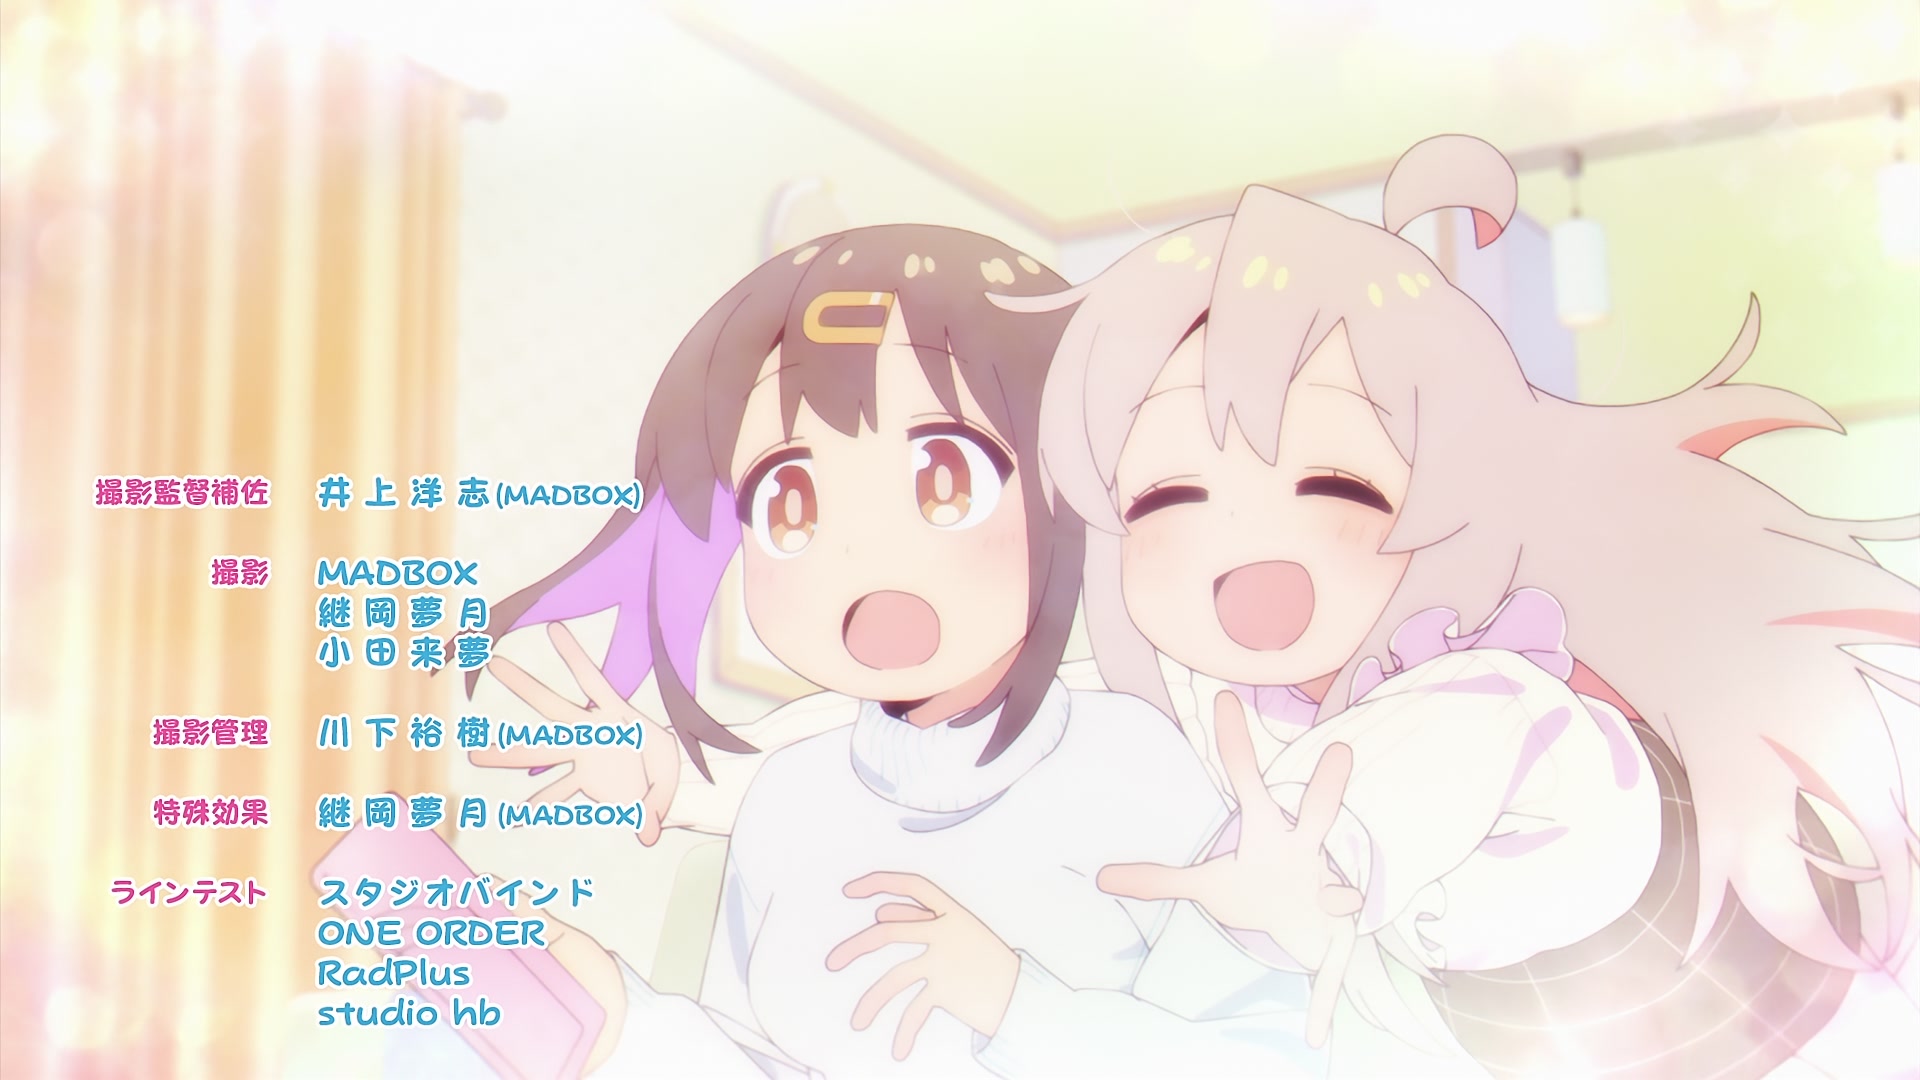 撮影監督補佐 井上洋志(MADBOX)
撮影 MADBOX
継岡夢月
小田来夢
撮影管理 川下裕樹(MADBOX)
特殊効果 継岡夢月(MADBOX)
ラインテスト スタジオバインド
ONE ORDER
RadPlus
studio hb